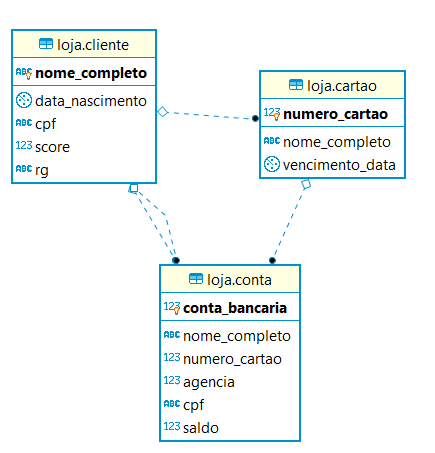 loja.cliente
ABC nome_completo
data_nascimento
ABC cpf
123 score
ABC rg
loja.cartao
123 numero_cartao
ABC nome_completo
vencimento_data
loja.conta
123 conta_bancaria
ABC nome_completo
123 numero_cartao
123 agencia
ABC cpf
123 saldo